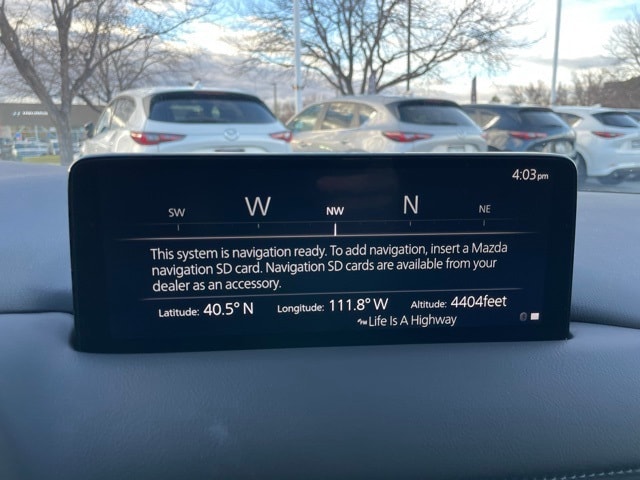 4:03pm
SW W NW N NE
This system is navigation ready. To add navigation, insert a Mazda
navigation SD card. Navigation SD cards are available from your
dealer as an accessory.
Latitude: 40.5° N Longitude: 111.8° W Altitude: 4404feet
Life Is A Highway